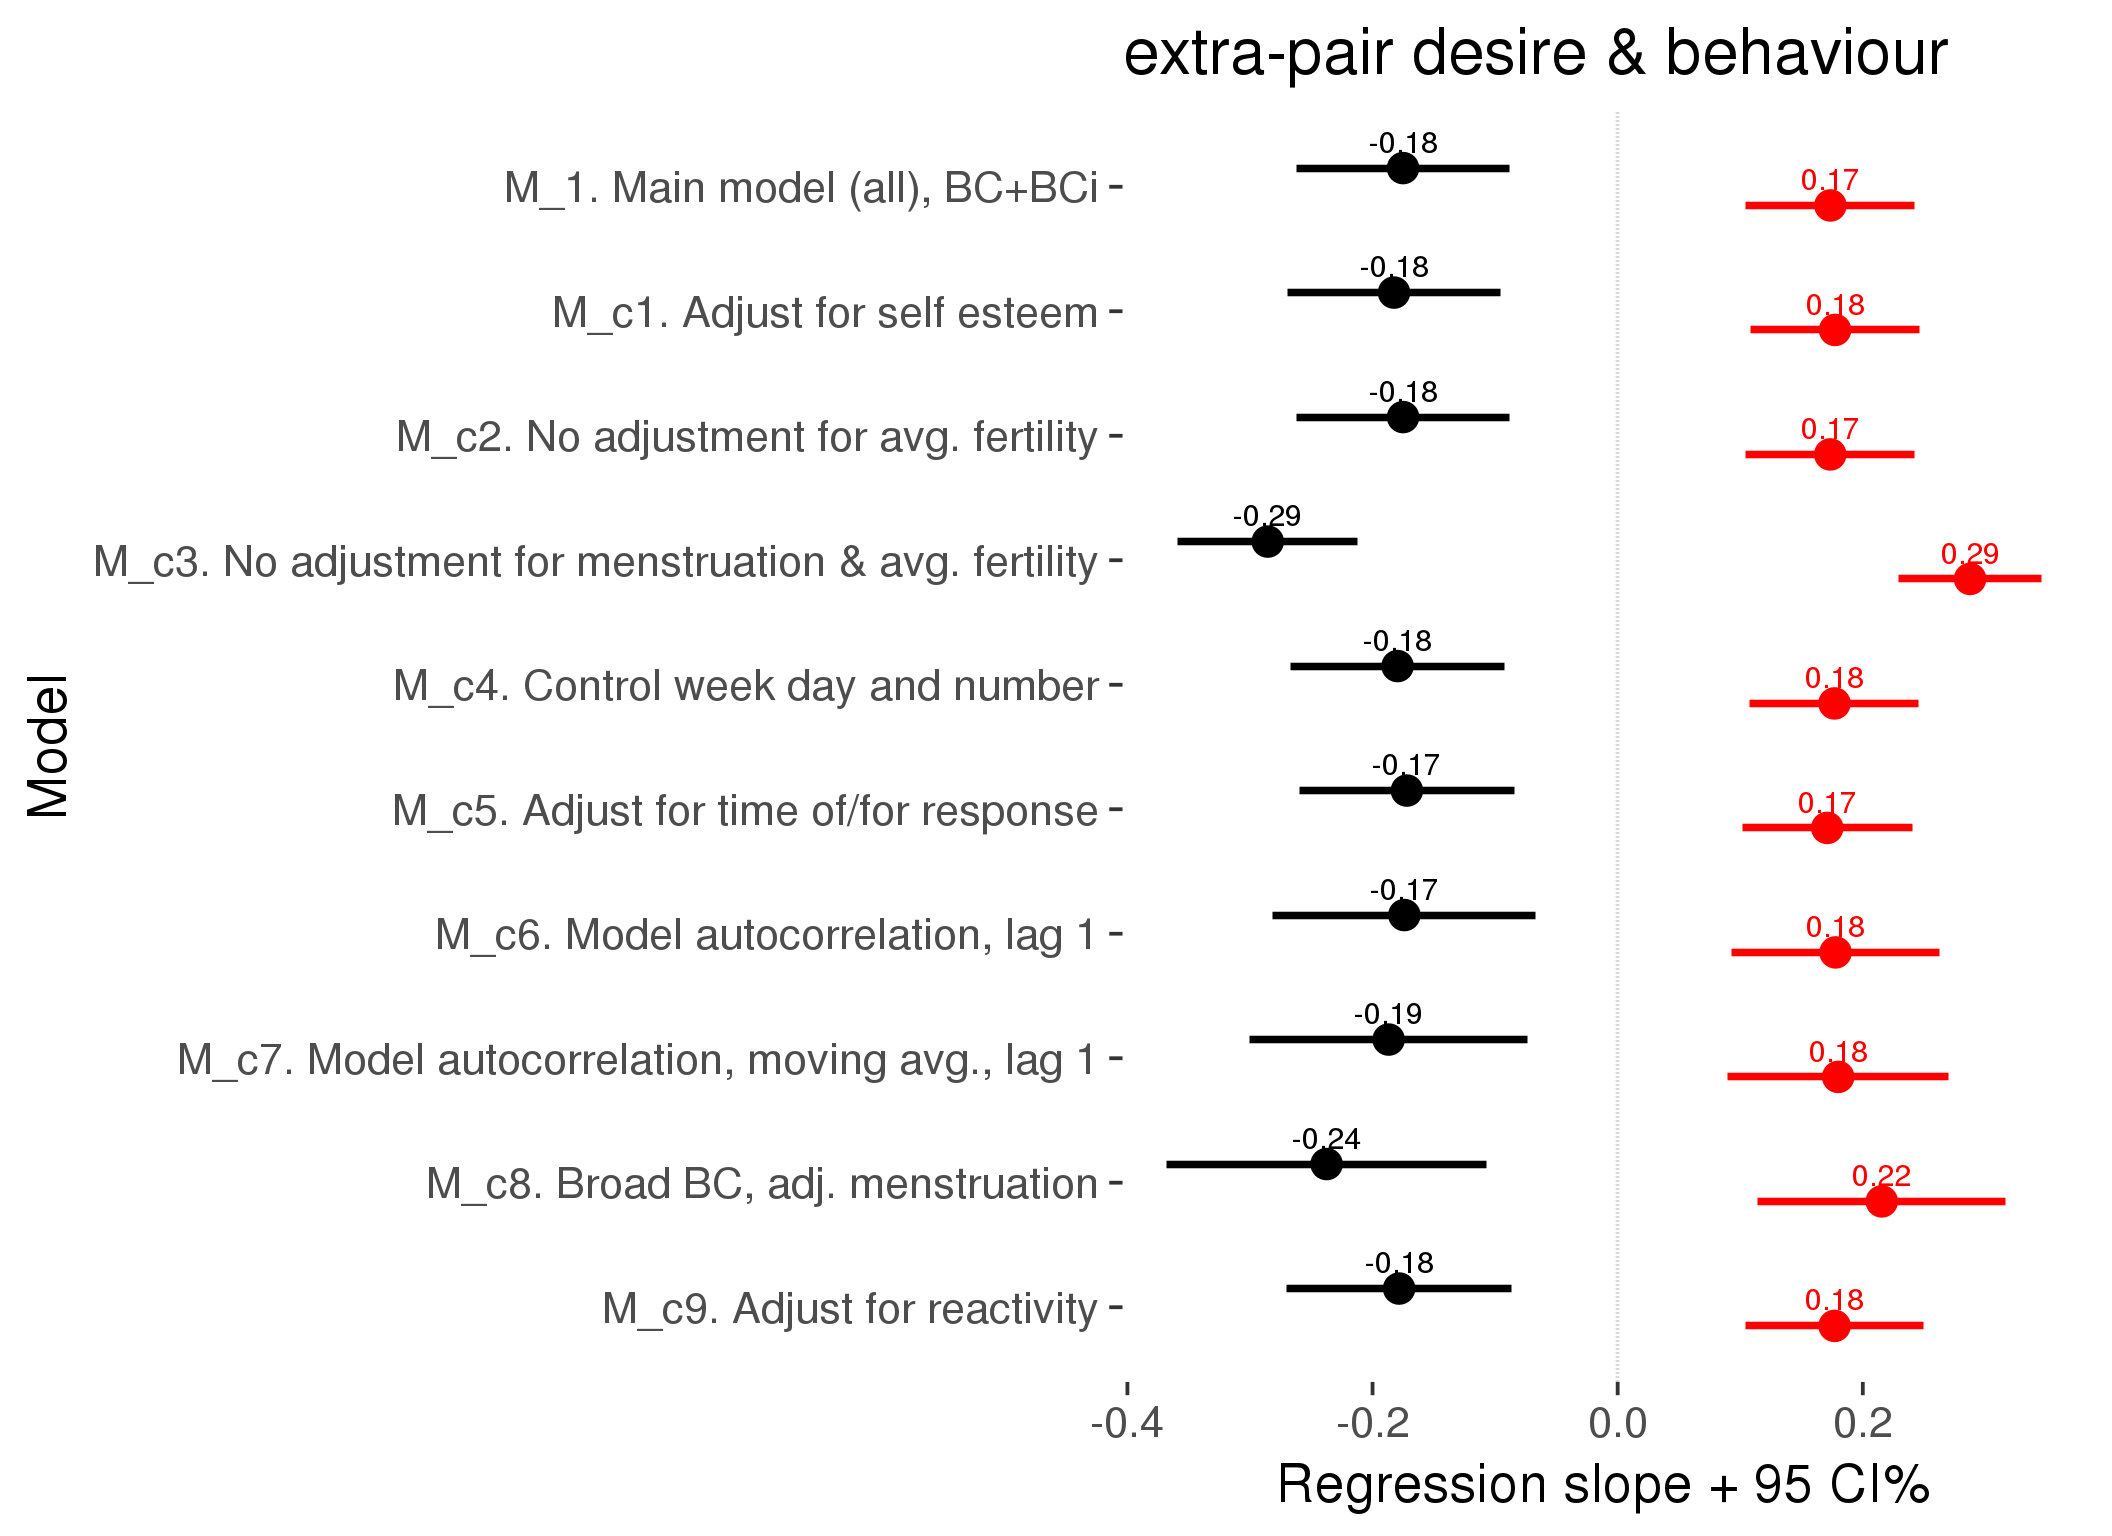 extra-pair desire & behaviour
M_1. Main model (all), BC+BCi
-0.18
0.17
M_c1. Adjust for self esteem
-0.18
0.18
M_c2. No adjustment for avg. fertility
-0.18
0.17
M_c3. No adjustment for menstruation & avg. fertility
-0.29
0.29
M_c4. Control week day and number
-0.18
0.18
M_c5. Adjust for time of/for response
-0.17
0.17
M_c6. Model autocorrelation, lag 1
-0.17
0.18
M_c7. Model autocorrelation, moving avg., lag 1
-0.19
0.18
M_c8. Broad BC, adj. menstruation
-0.24
0.22
M_c9. Adjust for reactivity
-0.18
0.18
Model
-0.4 -0.2 0.0 0.2
Regression slope + 95 CI%